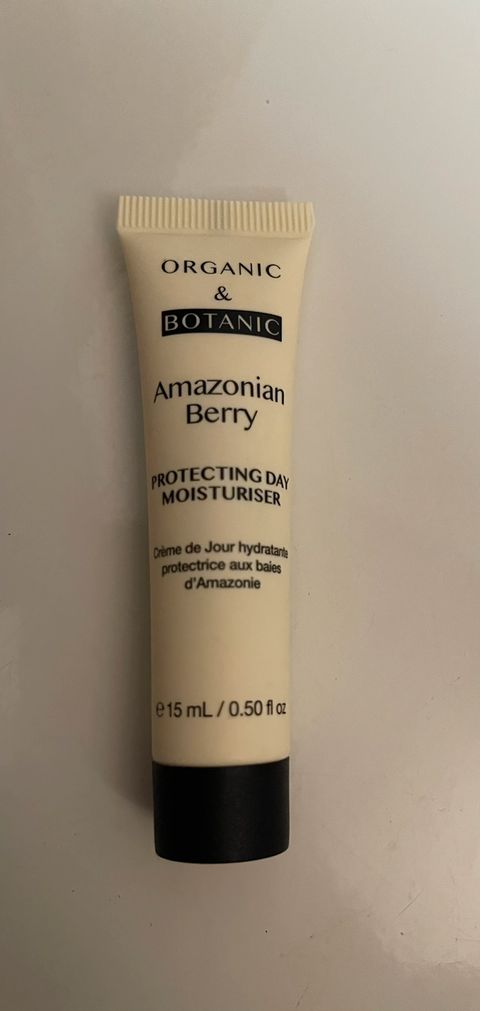 ORGANIC
&
BOTANIC
Amazonian
Berry
PROTECTING DAY
MOISTURISER
Crème de Jour hydratante
protectrice aux baies
d'Amazonie
℮ 15 mL / 0.50 fl oz